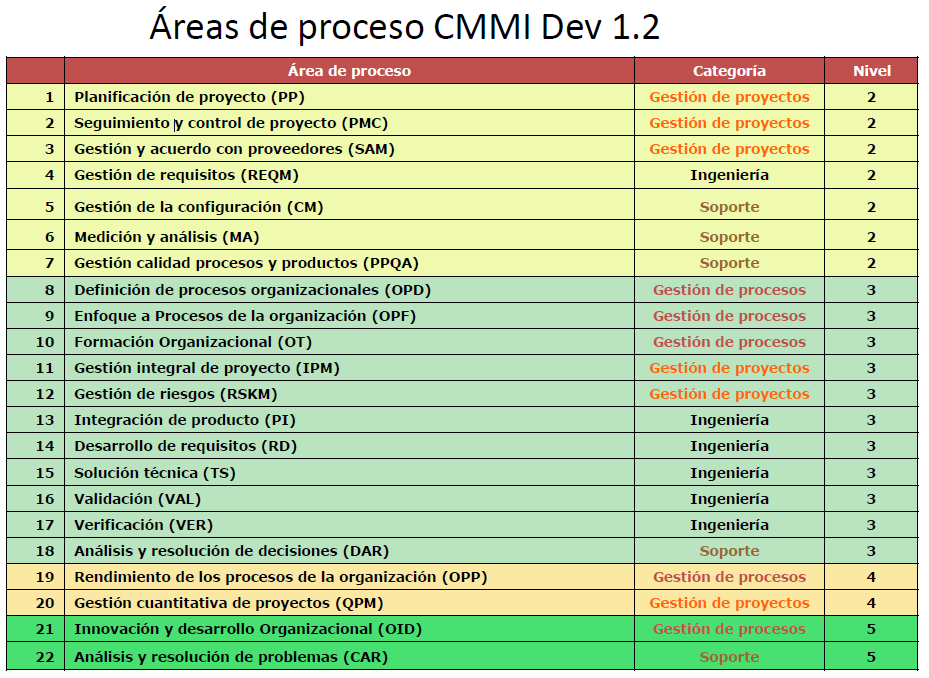 Áreas de proceso CMMI Dev 1.2
Área de proceso Categoría Nivel
1 Planificación de proyecto (PP) Gestión de proyectos 2
2 Seguimiento y control de proyecto (PMC) Gestión de proyectos 2
3 Gestión y acuerdo con proveedores (SAM) Gestión de proyectos 2
4 Gestión de requisitos (REQM) Ingeniería 2
5 Gestión de la configuración (CM) Soporte 2
6 Medición y análisis (MA) Soporte 2
7 Gestión calidad procesos y productos (PPQA) Soporte 2
8 Definición de procesos organizacionales (OPD) Gestión de procesos 3
9 Enfoque a Procesos de la organización (OPF) Gestión de procesos 3
10 Formación Organizacional (OT) Gestión de procesos 3
11 Gestión integral de proyecto (IPM) Gestión de proyectos 3
12 Gestión de riesgos (RSKM) Gestión de proyectos 3
13 Integración de producto (PI) Ingeniería 3
14 Desarrollo de requisitos (RD) Ingeniería 3
15 Solución técnica (TS) Ingeniería 3
16 Validación (VAL) Ingeniería 3
17 Verificación (VER) Ingeniería 3
18 Análisis y resolución de decisiones (DAR) Soporte 3
19 Rendimiento de los procesos de la organización (OPP) Gestión de procesos 4
20 Gestión cuantitativa de proyectos (QPM) Gestión de proyectos 4
21 Innovación y desarrollo Organizacional (OID) Gestión de procesos 5
22 Análisis y resolución de problemas (CAR) Soporte 5